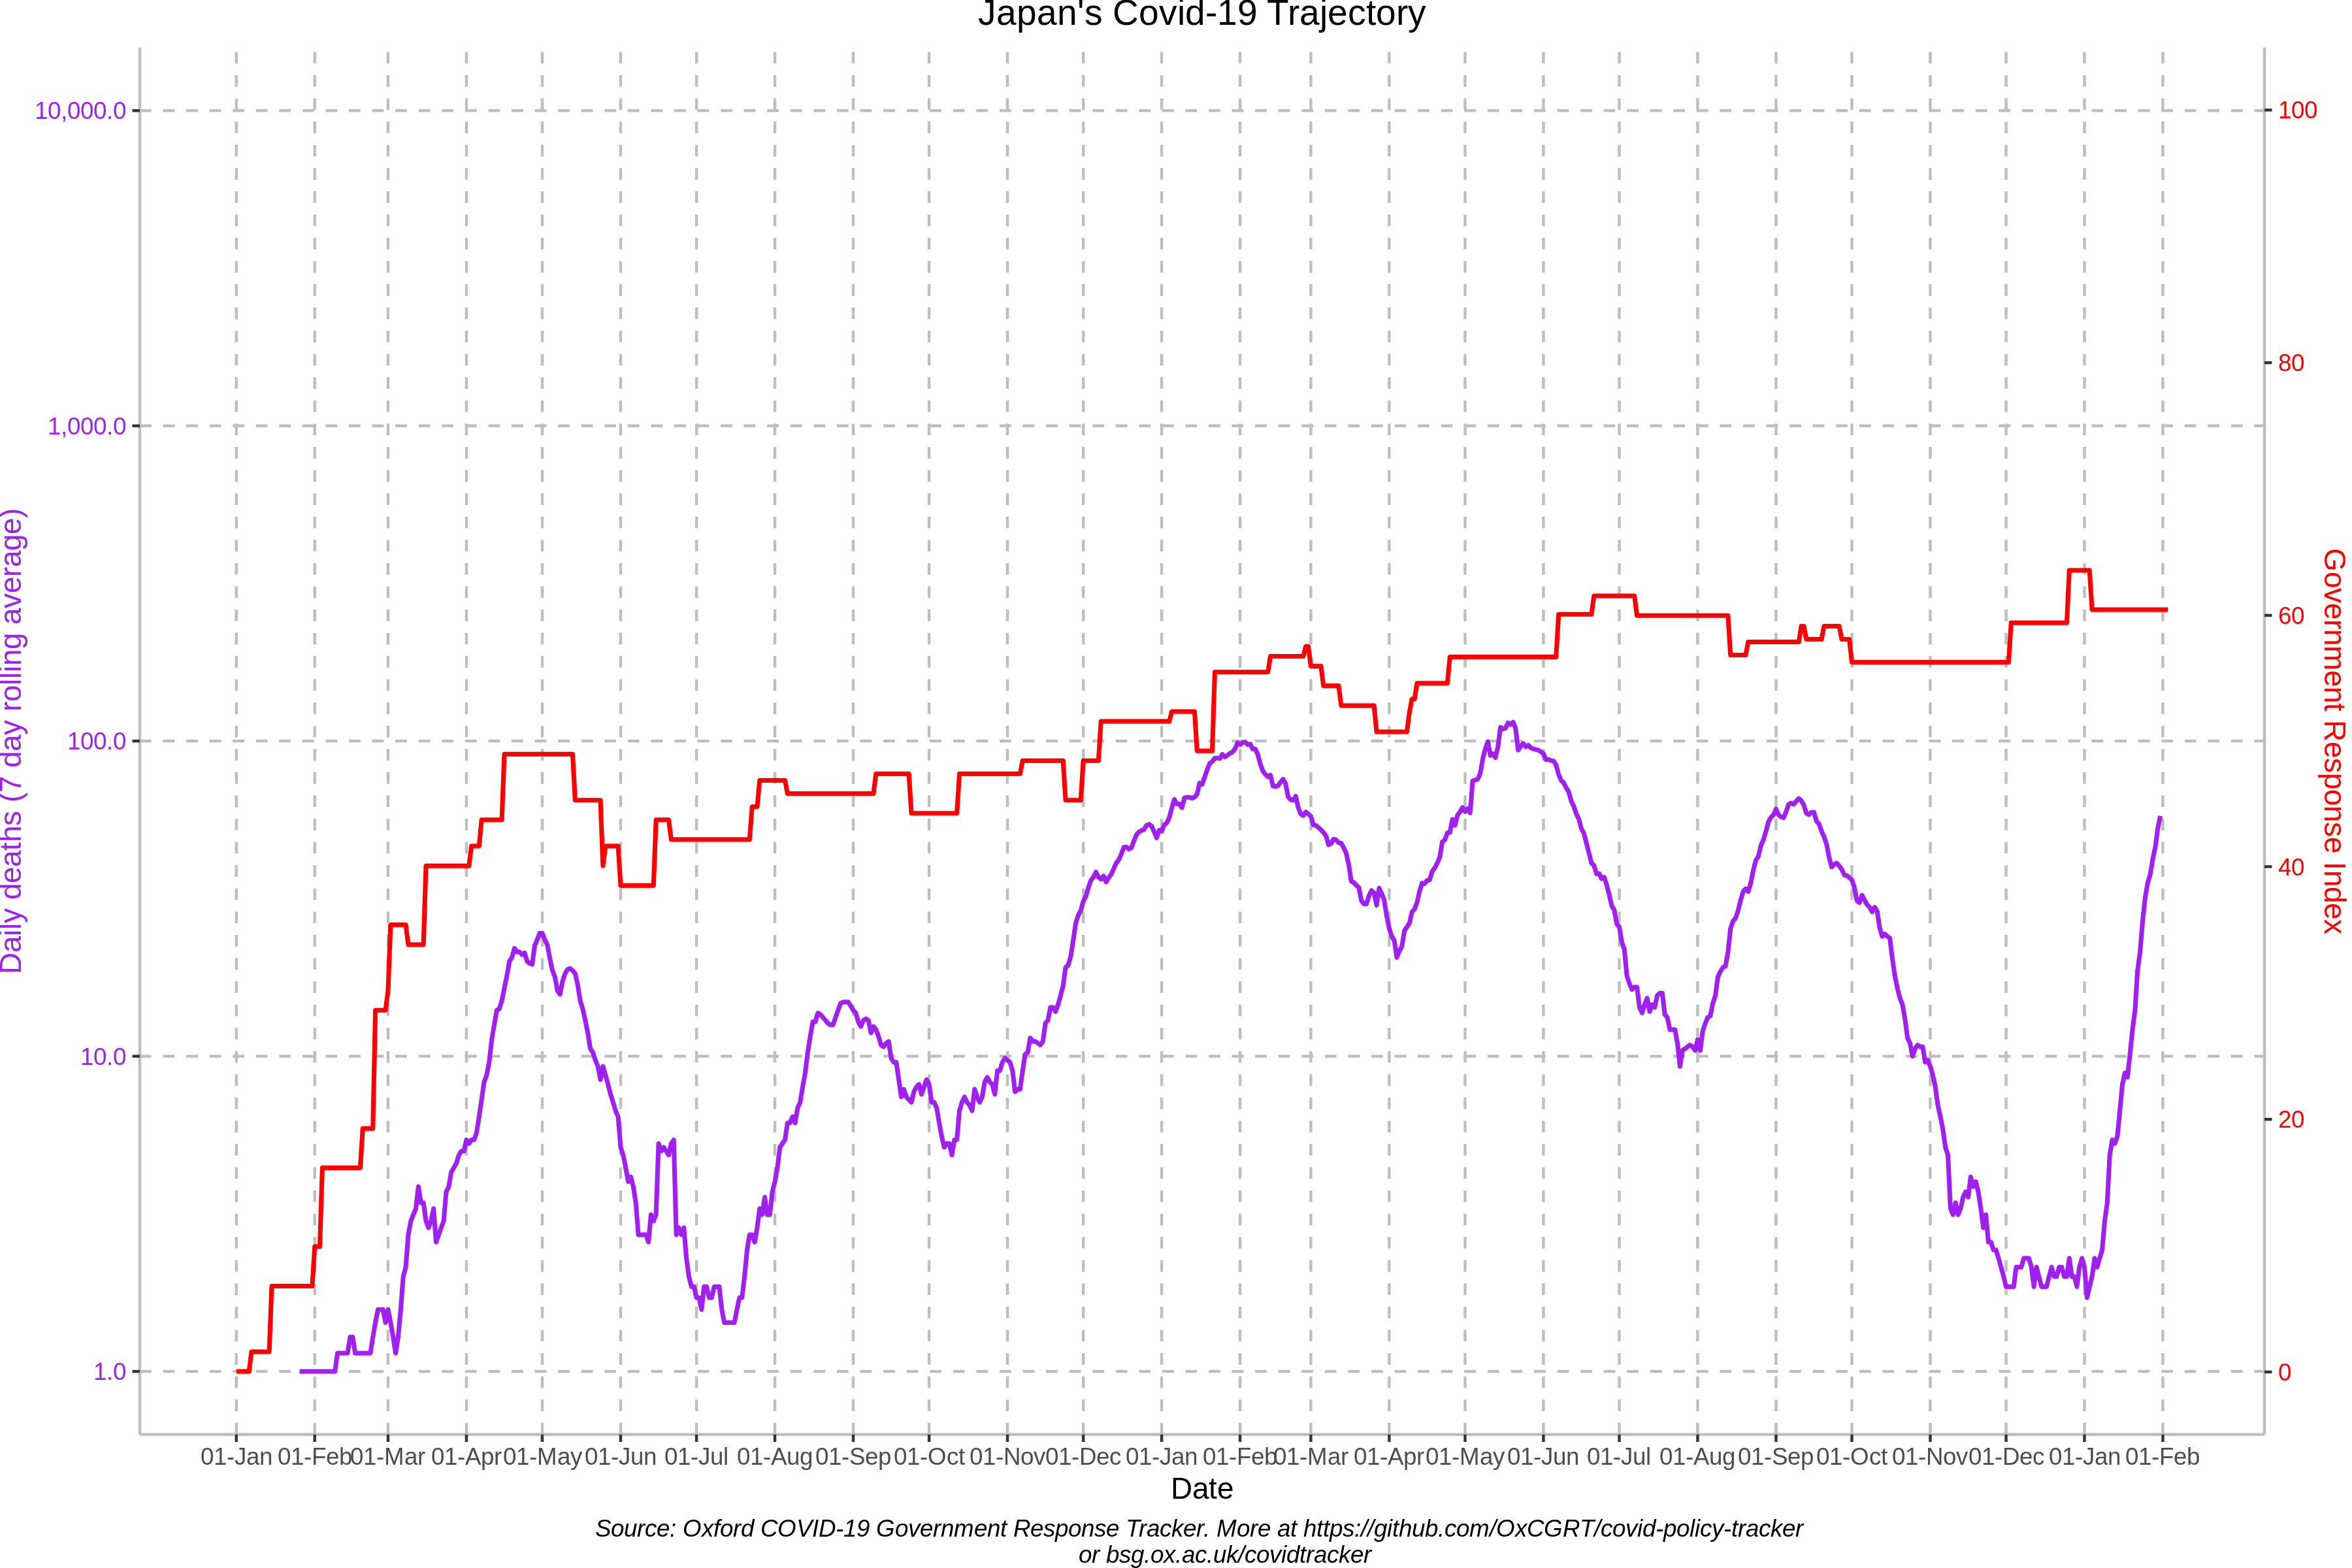 Japan's Covid-19 Trajectory
10,000.0
1,000.0
100.0
10.0
1.0
Daily deaths (7 day rolling average)
100
80
60
40
20
0
Government Response Index
01-Jan 01-Feb 01-Mar 01-Apr 01-May 01-Jun 01-Jul 01-Aug 01-Sep 01-Oct 01-Nov 01-Dec 01-Jan 01-Feb 01-Mar 01-Apr 01-May 01-Jun 01-Jul 01-Aug 01-Sep 01-Oct 01-Nov 01-Dec 01-Jan 01-Feb
Date
Source: Oxford COVID-19 Government Response Tracker. More at https://github.com/OxCGRT/covid-policy-tracker
or bsg.ox.ac.uk/covidtracker